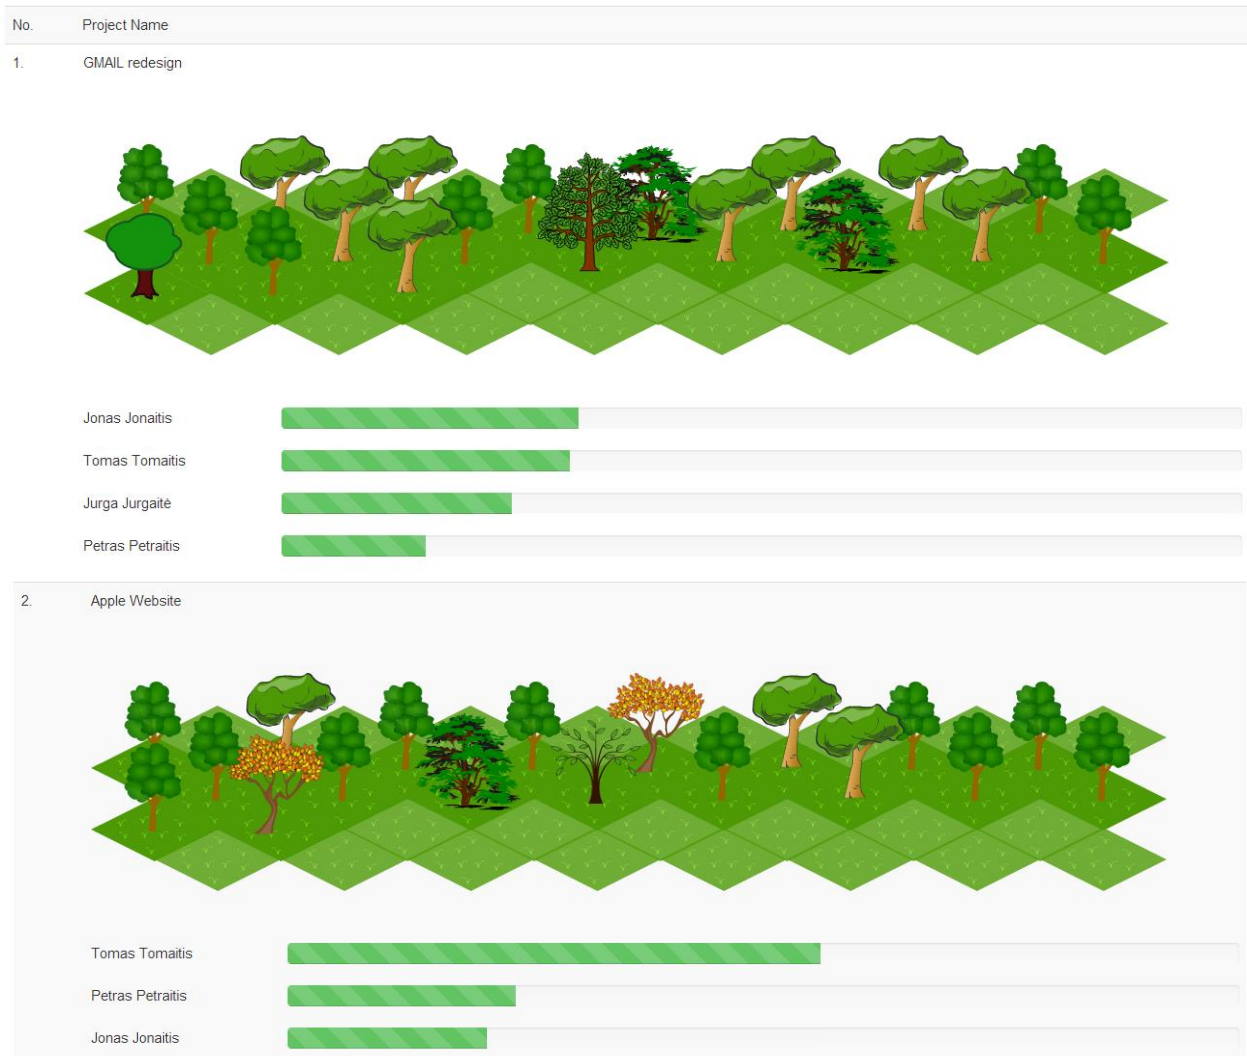 No. Project Name
1. GMAIL redesign
Jonas Jonaitis
Tomas Tomaitis
Jurga Jurgaitė
Petras Petraitis
2. Apple Website
Tomas Tomaitis
Petras Petraitis
Jonas Jonaitis